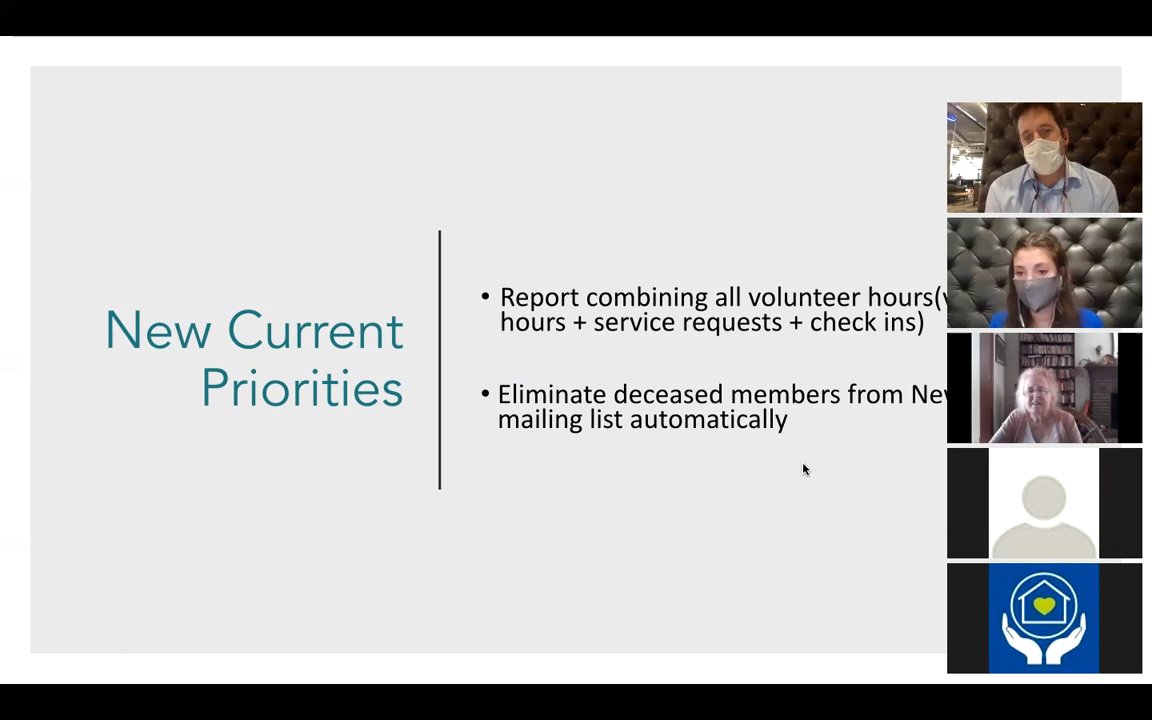 New Current
Priorities
• Report combining all volunteer hours(
hours + service requests + check ins)
• Eliminate deceased members from
mailing list automatically